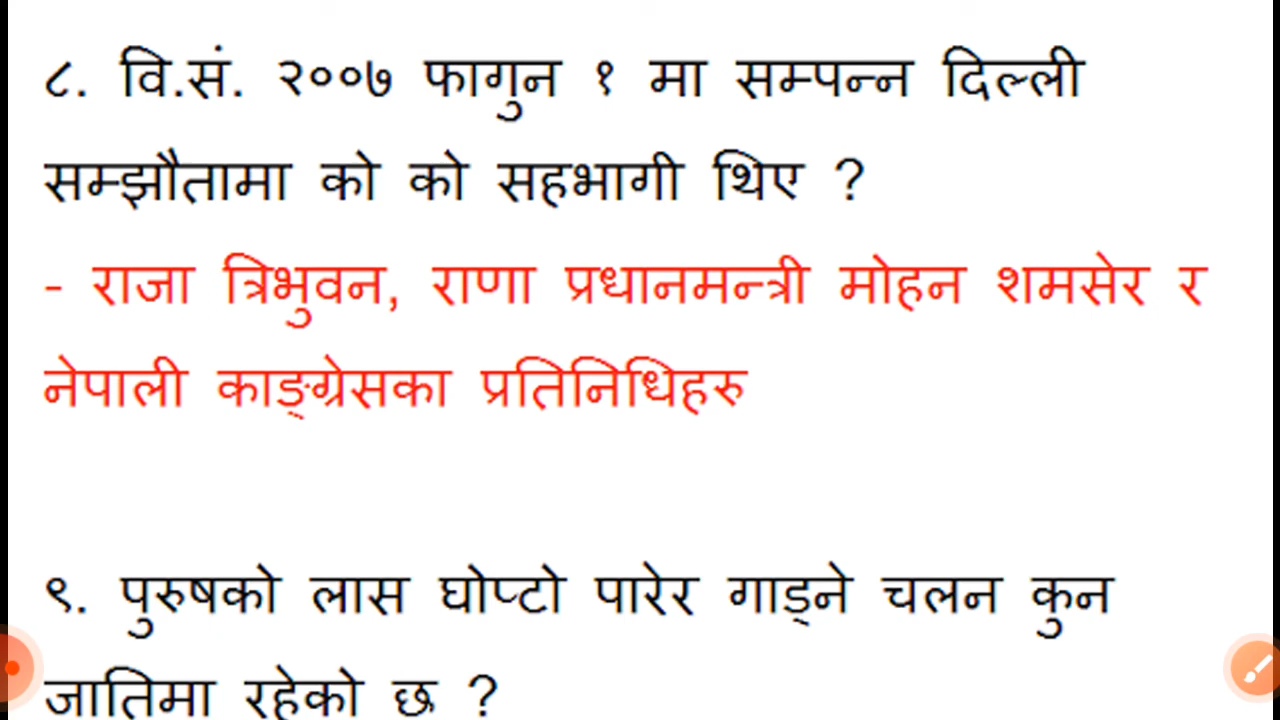 ८. वि.सं. २००७ फागुन १ मा सम्पन्न दिल्ली
सम्झौतामा को को सहभागी थिए ?
- राजा त्रिभुवन, राणा प्रधानमन्त्री मोहन शमसेर र
नेपाली काङ्ग्रेसका प्रतिनिधिहरु
९. पुरुषको लास घोप्टो पारेर गाड्ने चलन कुन
जातिमा रहेको छ ?